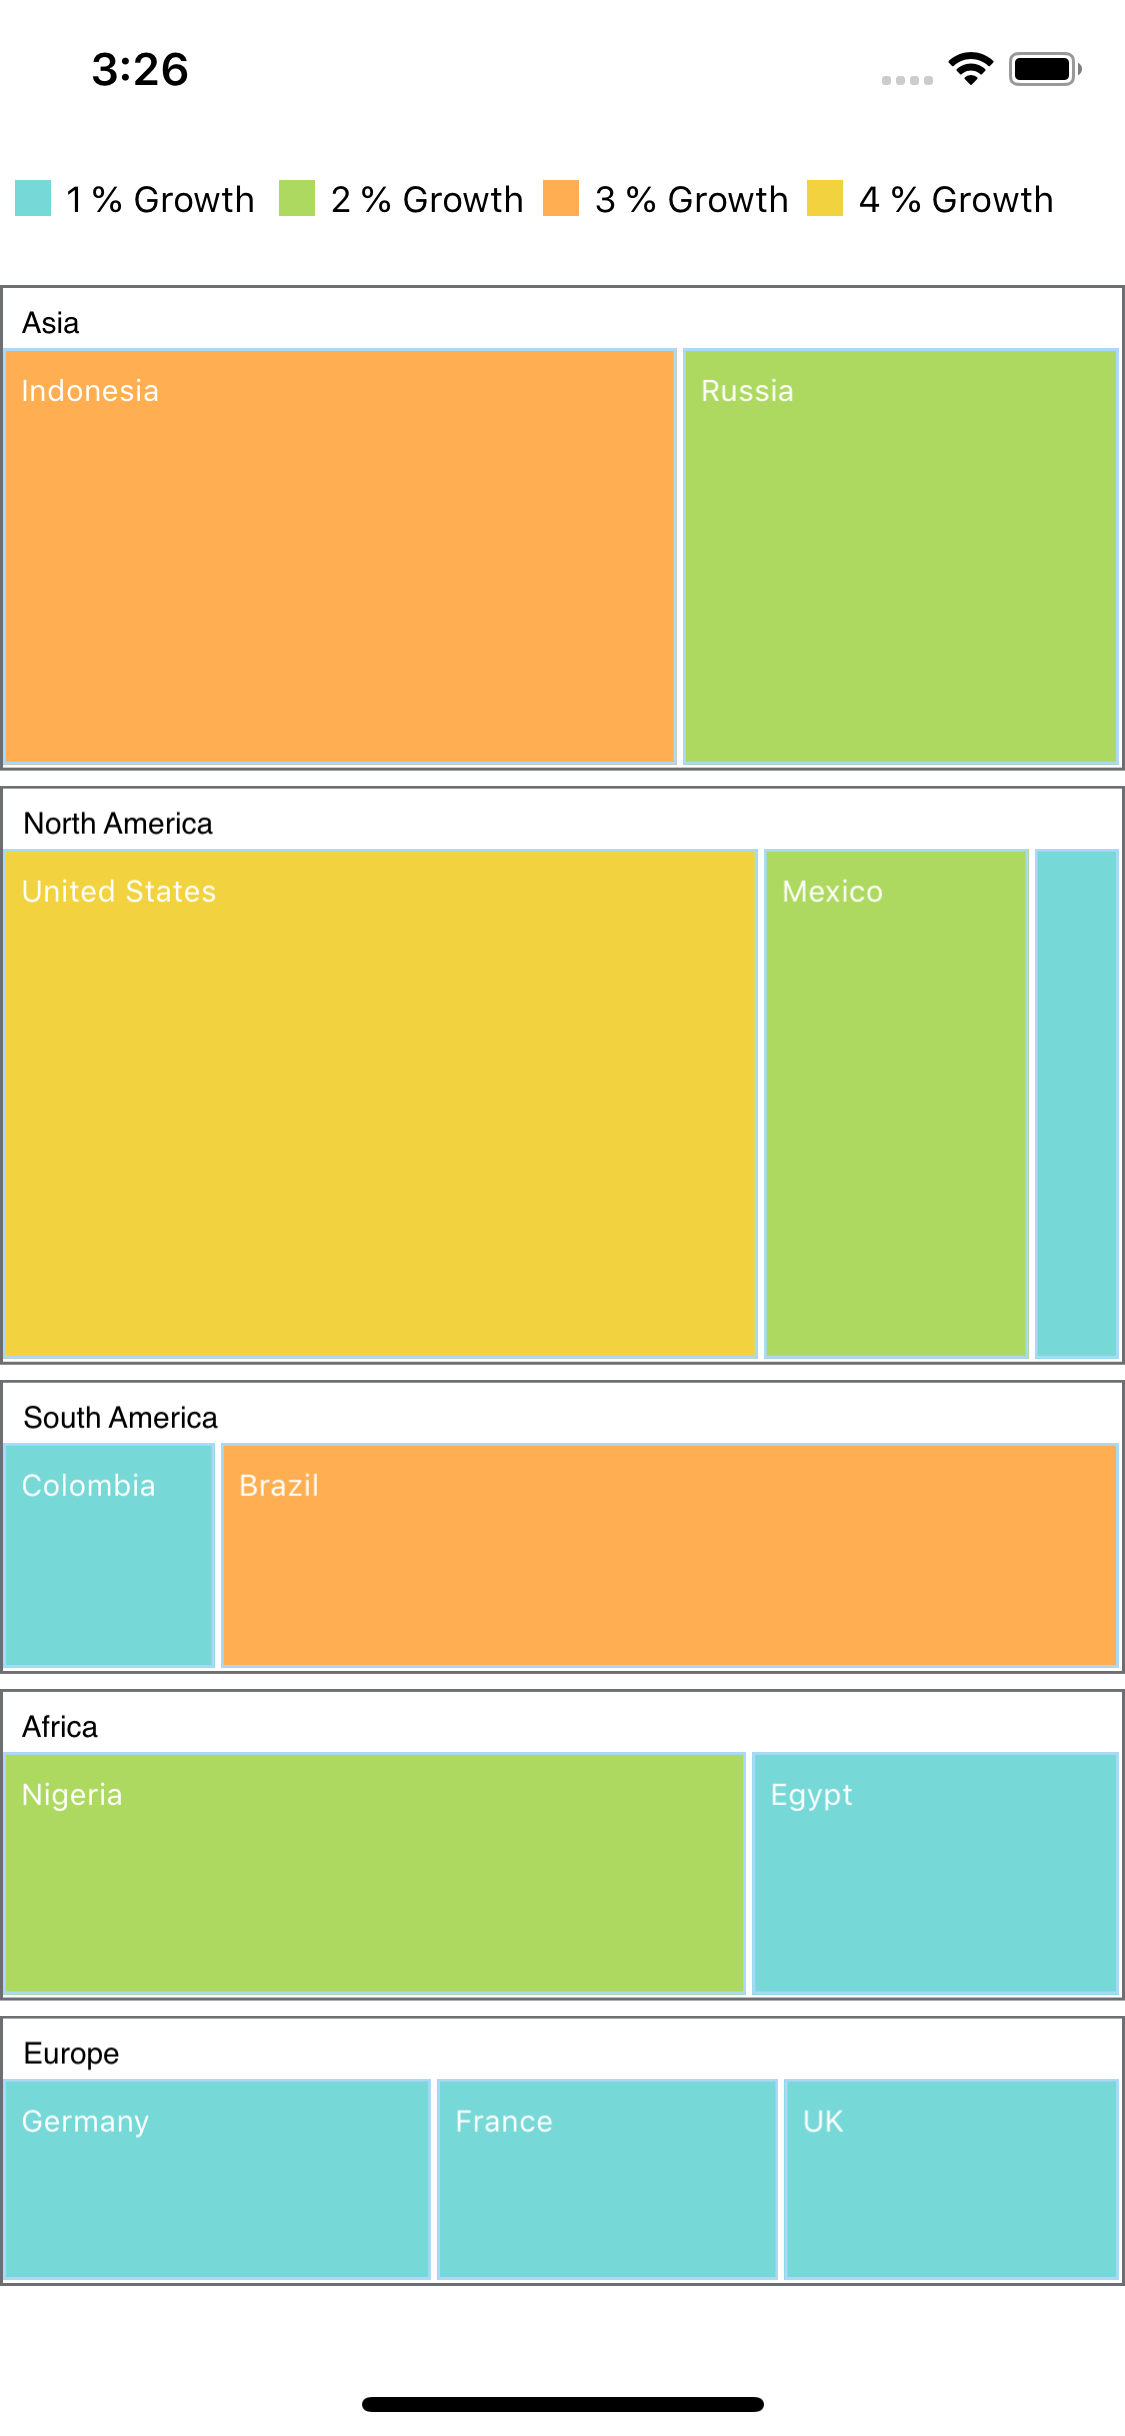 3:26
1 % Growth 2 % Growth 3 % Growth 4 % Growth
Asia
Indonesia Russia
North America
United States Mexico
South America
Colombia Brazil
Africa
Nigeria Egypt
Europe
Germany France UK